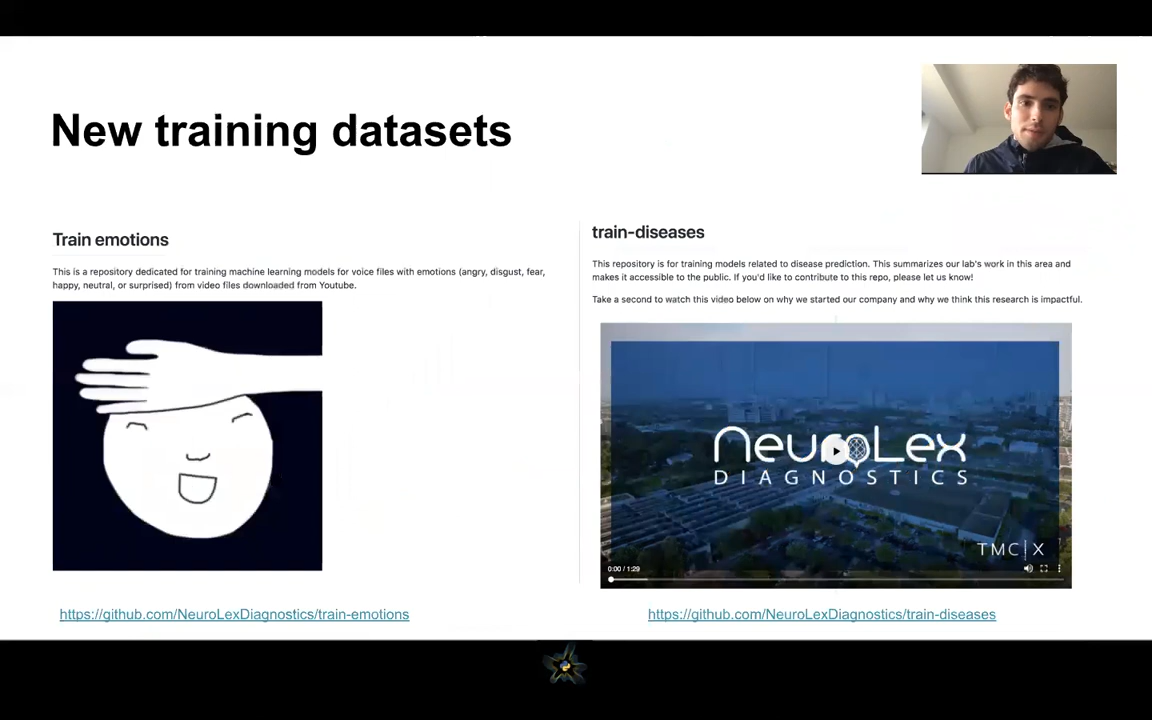 New training datasets
Train emotions
This is a repository dedicated for training machine learning models for voice files with emotions (angry, disgust, fear,
happy, neutral, or surprised) from video files downloaded from Youtube.
https://github.com/NeuroLexDiagnostics/train-emotions
train-diseases
This repository is for training models related to disease prediction. This summarizes our lab's work in this area and
makes it accessible to the public. If you'd like to contribute to this repo, please let us know!
Take a second to watch this video below on why we started our company and why we think this research is impactful.
NeuroLex
DIAGNOSTICS
TMC|X
0:00 / 1:29
https://github.com/NeuroLexDiagnostics/train-diseases